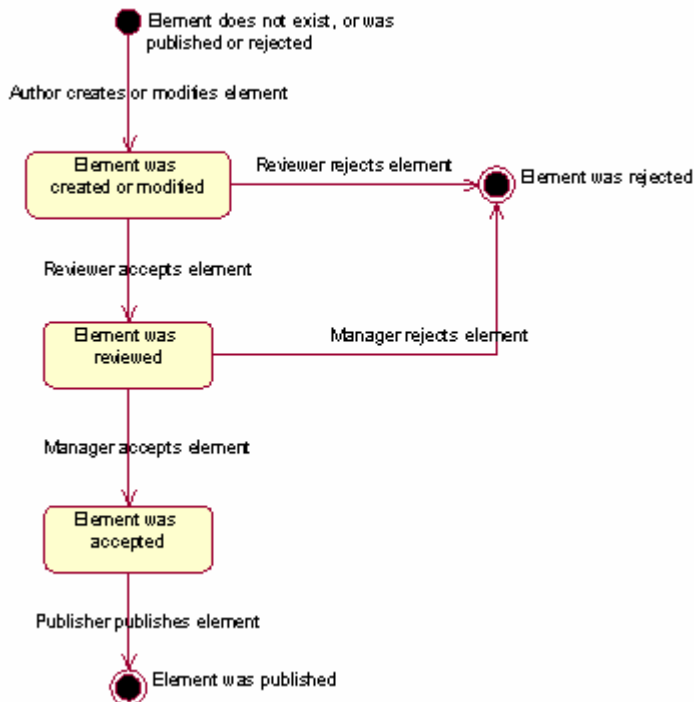 Element does not exist, or was
published or rejected
Author creates or modifies element
Element was
created or modified
Reviewer rejects element
Element was rejected
Reviewer accepts element
Element was
reviewed
Manager rejects element
Manager accepts element
Element was
accepted
Publisher publishes element
Element was published